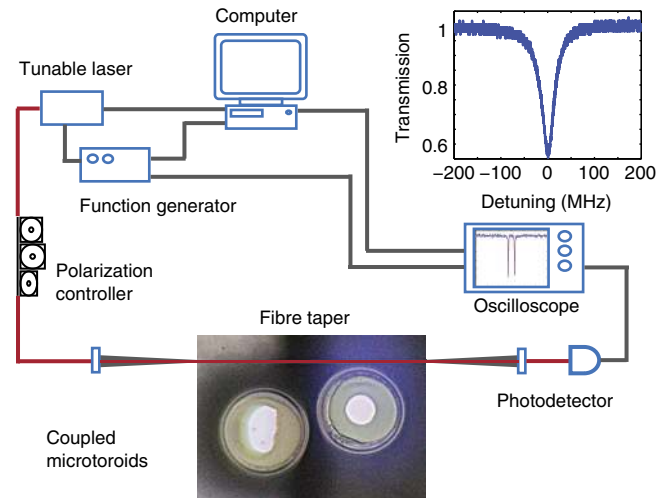 Computer
Tunable laser
Function generator
Polarization
controller
Fibre taper
Coupled
microtoroids
Oscilloscope
Photodetector
Transmission
1
0.8
0.6
−200 −100 0 100 200
Detuning (MHz)